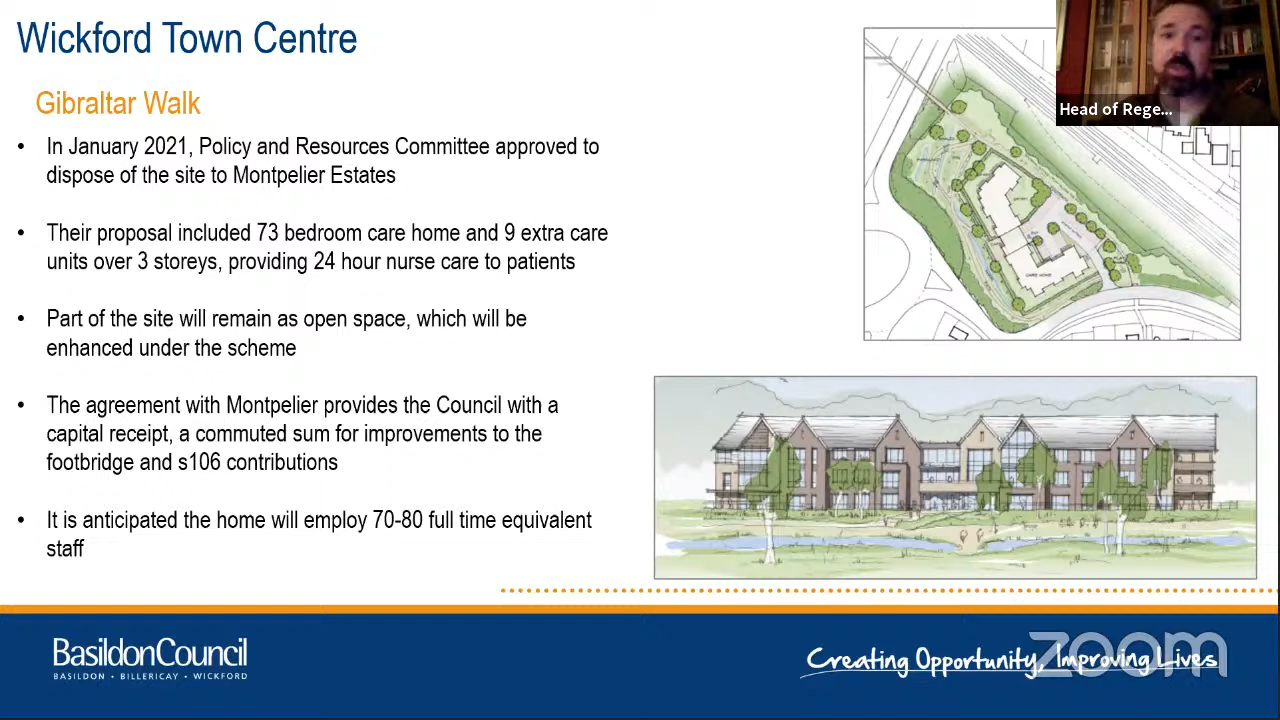 Wickford Town Centre
Gibraltar Walk
• In January 2021, Policy and Resources Committee approved to
dispose of the site to Montpelier Estates
• Their proposal included 73 bedroom care home and 9 extra care
units over 3 storeys, providing 24 hour nurse care to patients
• Part of the site will remain as open space, which will be
enhanced under the scheme
• The agreement with Montpelier provides the Council with a
capital receipt, a commuted sum for improvements to the
footbridge and s106 contributions
• It is anticipated the home will employ 70-80 full time equivalent
staff
Head of Rege...
CARE HOME
BasildonCouncil
BASILDON • BILLERICAY • WICKFORD
Creating Opportunity, Improving Lives
zoom